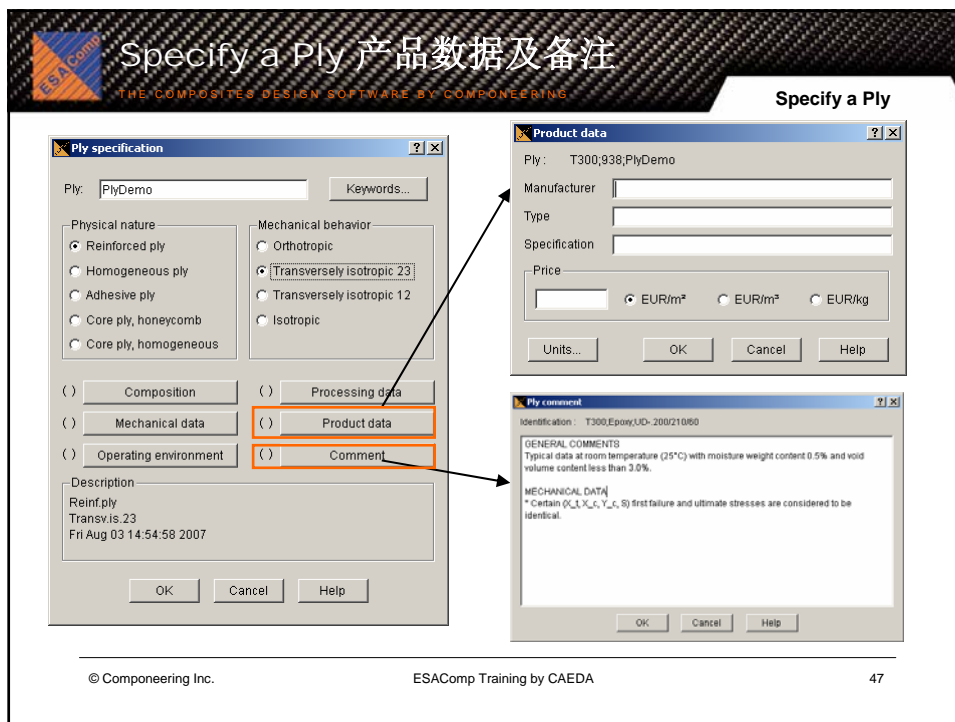 ESAComp
Specify a Ply 产品数据及备注
THE COMPOSITES DESIGN SOFTWARE BY COMPONEERING
Specify a Ply
Ply specification
Ply: PlyDemo Keywords...
Physical nature
Reinforced ply
Homogeneous ply
Adhesive ply
Core ply, honeycomb
Core ply, homogeneous
Mechanical behavior
Orthotropic
Transversely isotropic 23
Transversely isotropic 12
Isotropic
( ) Composition ( ) Processing data
( ) Mechanical data ( ) Product data
( ) Operating environment ( ) Comment
Description
Reinf.ply
Transv.is.23
Fri Aug 03 14:54:58 2007
OK Cancel Help
Product data
Ply : T300;938;PlyDemo
Manufacturer
Type
Specification
Price
EUR/m² EUR/m³ EUR/kg
Units... OK Cancel Help
Ply comment
Identification : T300;Epoxy;UD-.200/210/60
GENERAL COMMENTS
Typical data at room temperature (25°C) with moisture weight content 0.5% and void
volume content less than 3.0%.
MECHANICAL DATA
* Certain (X_t, X_c, Y_c, S) first failure and ultimate stresses are considered to be
identical.
OK Cancel Help
© Componeering Inc. ESAComp Training by CAEDA 47